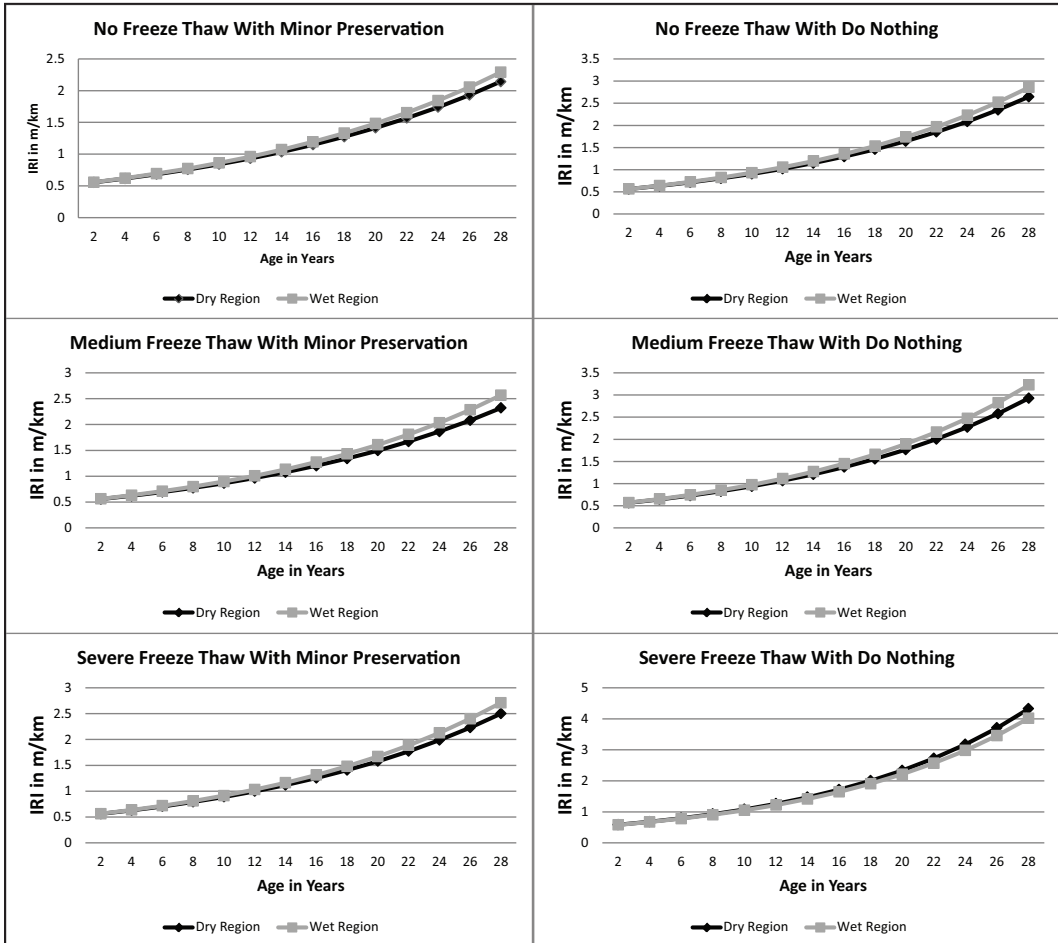 No Freeze Thaw With Minor Preservation
2.5
2
1.5
1
0.5
0
IRI in m/km
2 4 6 8 10 12 14 16 18 20 22 24 26 28
Age in Years
Dry Region Wet Region
No Freeze Thaw With Do Nothing
3.5
3
2.5
2
1.5
1
0.5
0
IRI in m/km
2 4 6 8 10 12 14 16 18 20 22 24 26 28
Age in Years
Dry Region Wet Region
Medium Freeze Thaw With Minor Preservation
3
2.5
2
1.5
1
0.5
0
IRI in m/km
2 4 6 8 10 12 14 16 18 20 22 24 26 28
Age in Years
Dry Region Wet Region
Medium Freeze Thaw With Do Nothing
3.5
3
2.5
2
1.5
1
0.5
0
IRI in m/km
2 4 6 8 10 12 14 16 18 20 22 24 26 28
Age in Years
Dry Region Wet Region
Severe Freeze Thaw With Minor Preservation
3
2.5
2
1.5
1
0.5
0
IRI in m/km
2 4 6 8 10 12 14 16 18 20 22 24 26 28
Age in Years
Dry Region Wet Region
Severe Freeze Thaw With Do Nothing
5
4
3
2
1
0
IRI in m/km
2 4 6 8 10 12 14 16 18 20 22 24 26 28
Age in Years
Dry Region Wet Region